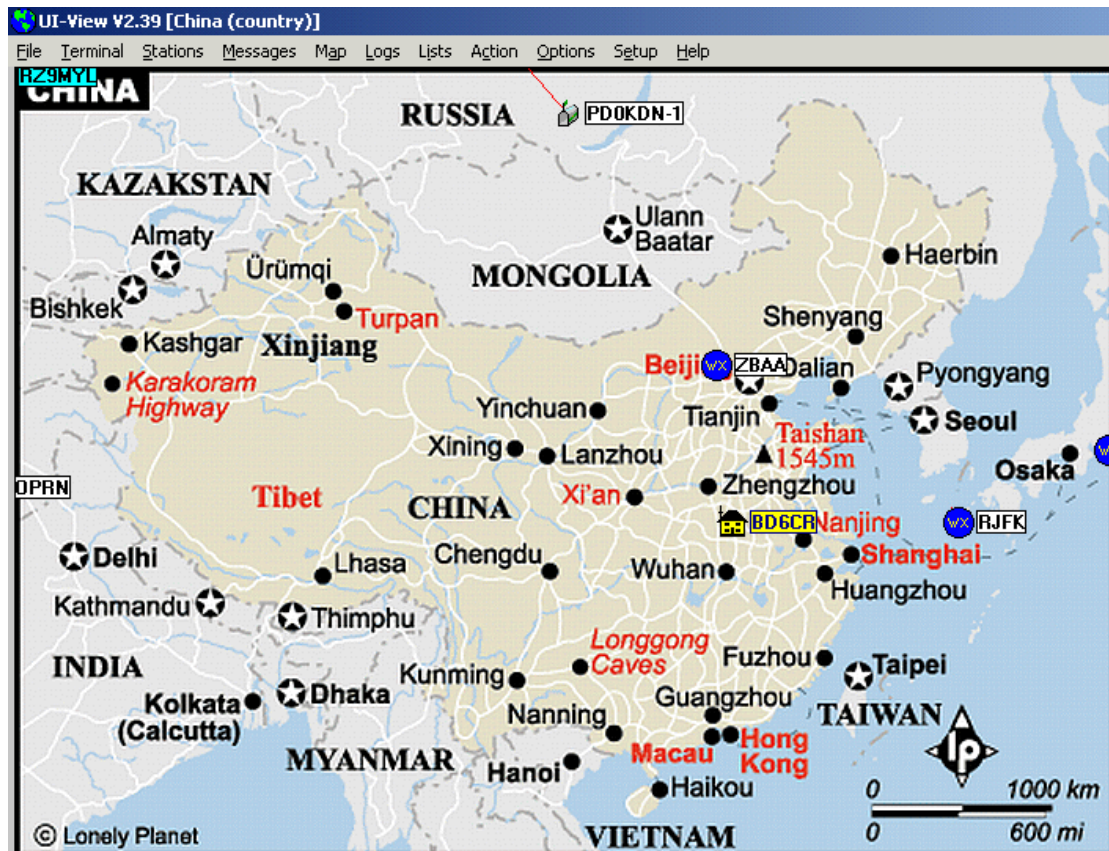 UI-View V2.39 [China (country)]
File Terminal Stations Messages Map Logs Lists Action Options Setup Help
RZ9MYL
CHINA
RUSSIA
PD0KDN-1
KAZAKSTAN
Ulann
Baatar
Almaty
Haerbin
Ürümqi
MONGOLIA
Bishkek
Turpan
Shenyang
Kashgar
Xinjiang
WX
ZBAA
Dalian
Pyongyang
Karakoram
Highway
Yinchuan
Tianjin
Seoul
Taishan
1545m
Xining
Lanzhou
Osaka
OPRN
Tibet
Xi'an
Zhengzhou
CHINA
BD6CR
Nanjing
WX
RJFK
Delhi
Chengdu
Shanghai
Lhasa
Wuhan
Huangzhou
Kathmandu
Thimphu
Longgong
Caves
Fuzhou
INDIA
Taipei
Kunming
Dhaka
Guangzhou
Kolkata
(Calcutta)
Nanning
TAIWAN
Macau
Hong
Kong
lp
MYANMAR
Hanoi
Haikou
0 1000 km
0 600 mi
© Lonely Planet
VIETNAM